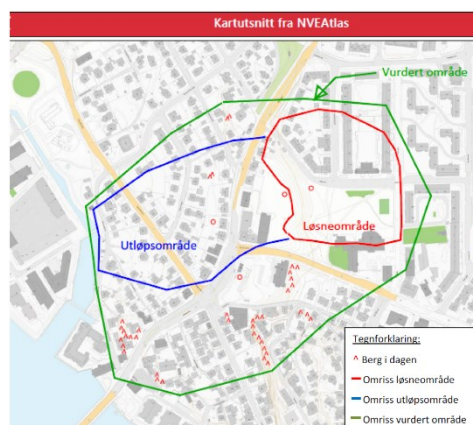 Kartutsnitt fra NVEAtlas
Vurdert område
Løsneområde
Utløpsområde
Tegnforklaring:
Berg i dagen
Omriss løsneområde
Omriss utløpsområde
Omriss vurdert område